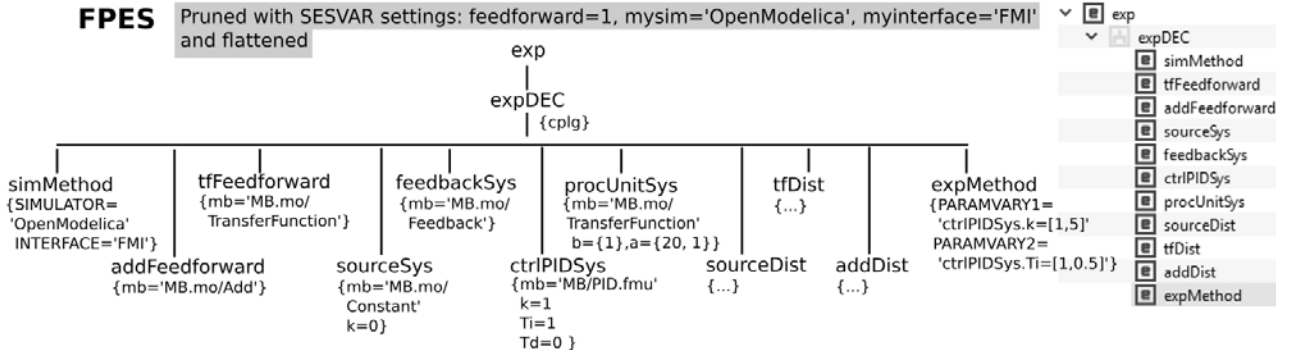 FPES
Pruned with SESVAR settings: feedforward=1, mysim='OpenModelica', myinterface='FMI'
and flattened
exp
expDEC
{cplg}
simMethod
{SIMULATOR=
'OpenModelica'
INTERFACE='FMI'}
addFeedforward
{mb='MB.mo/Add'}
tfFeedforward
{mb='MB.mo/
TransferFunction'}
sourceSys
{mb='MB.mo/
Constant'
k=0}
feedbackSys
{mb='MB.mo/
Feedback'}
ctrlPIDSys
{mb='MB/PID.fmu'
k=1
Ti=1
Td=0 }
procUnitSys
{mb='MB.mo/
TransferFunction'
b={1},a={20, 1}}
sourceDist
{...}
tfDist
{...}
addDist
{...}
expMethod
{PARAMVARY1=
'ctrlPIDSys.k=[1,5]'
PARAMVARY2=
'ctrlPIDSys.Ti=[1,0.5]'}
exp
expDEC
simMethod
tfFeedforward
addFeedforward
sourceSys
feedbackSys
ctrlPIDSys
procUnitSys
sourceDist
tfDist
addDist
expMethod